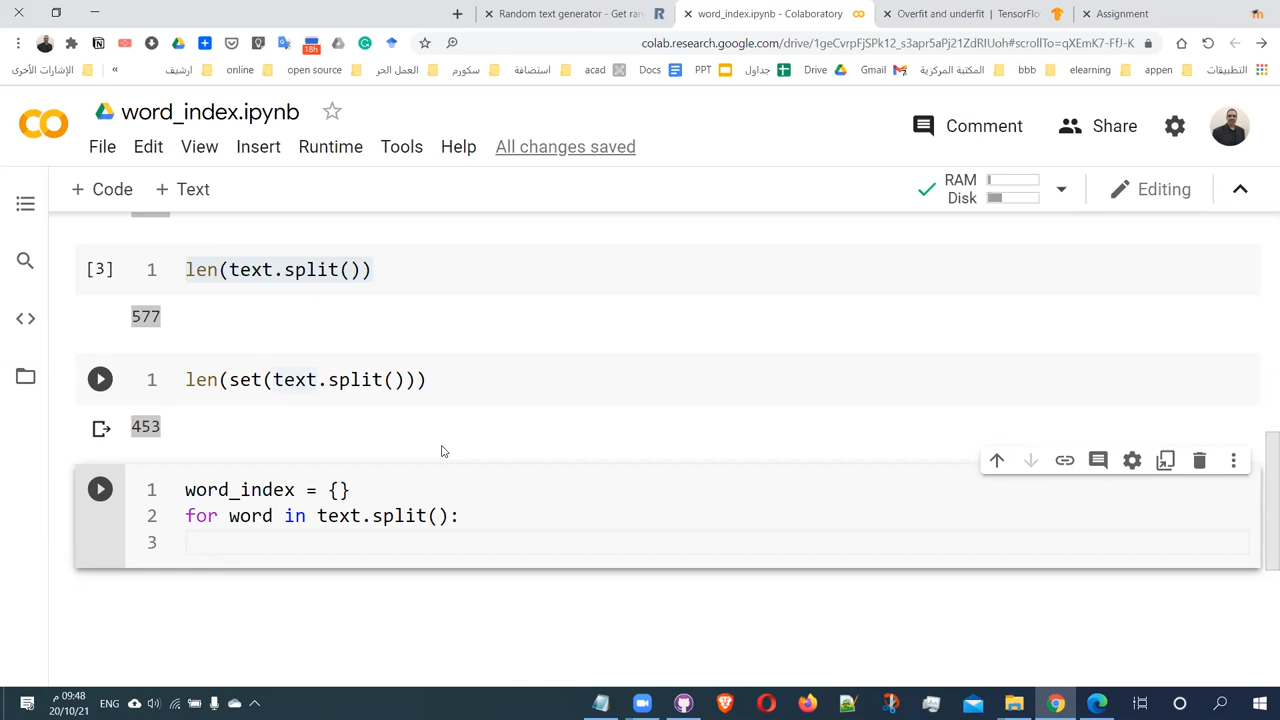 Random text generator - Get ran
word_index.ipynb - Colaboratory
Overfit and underfit | TensorFlo
Assignment
18h
colab.research.google.com/drive/1geCvrpFjSPk12_s3apr5aPj21ZdRIUoh#scrollTo=qXEmK7-FfJ-K
الإشارات الأخرى
»
ارشيف
online
open source
العمل الحر
سكورم
استضافة
acad
Docs
PPT
جداول
Drive
Gmail
المكتبة المركزية
bbb
elearning
appen
التطبيقات
word_index.ipynb
Comment
Share
File Edit View Insert Runtime Tools Help All changes saved
+ Code + Text
RAM
Disk
Editing
[3] 1 len(text.split())
577
1 len(set(text.split()))
453
1 word_index = {}
2 for word in text.split():
3
09:48 م
20/10/21
ENG